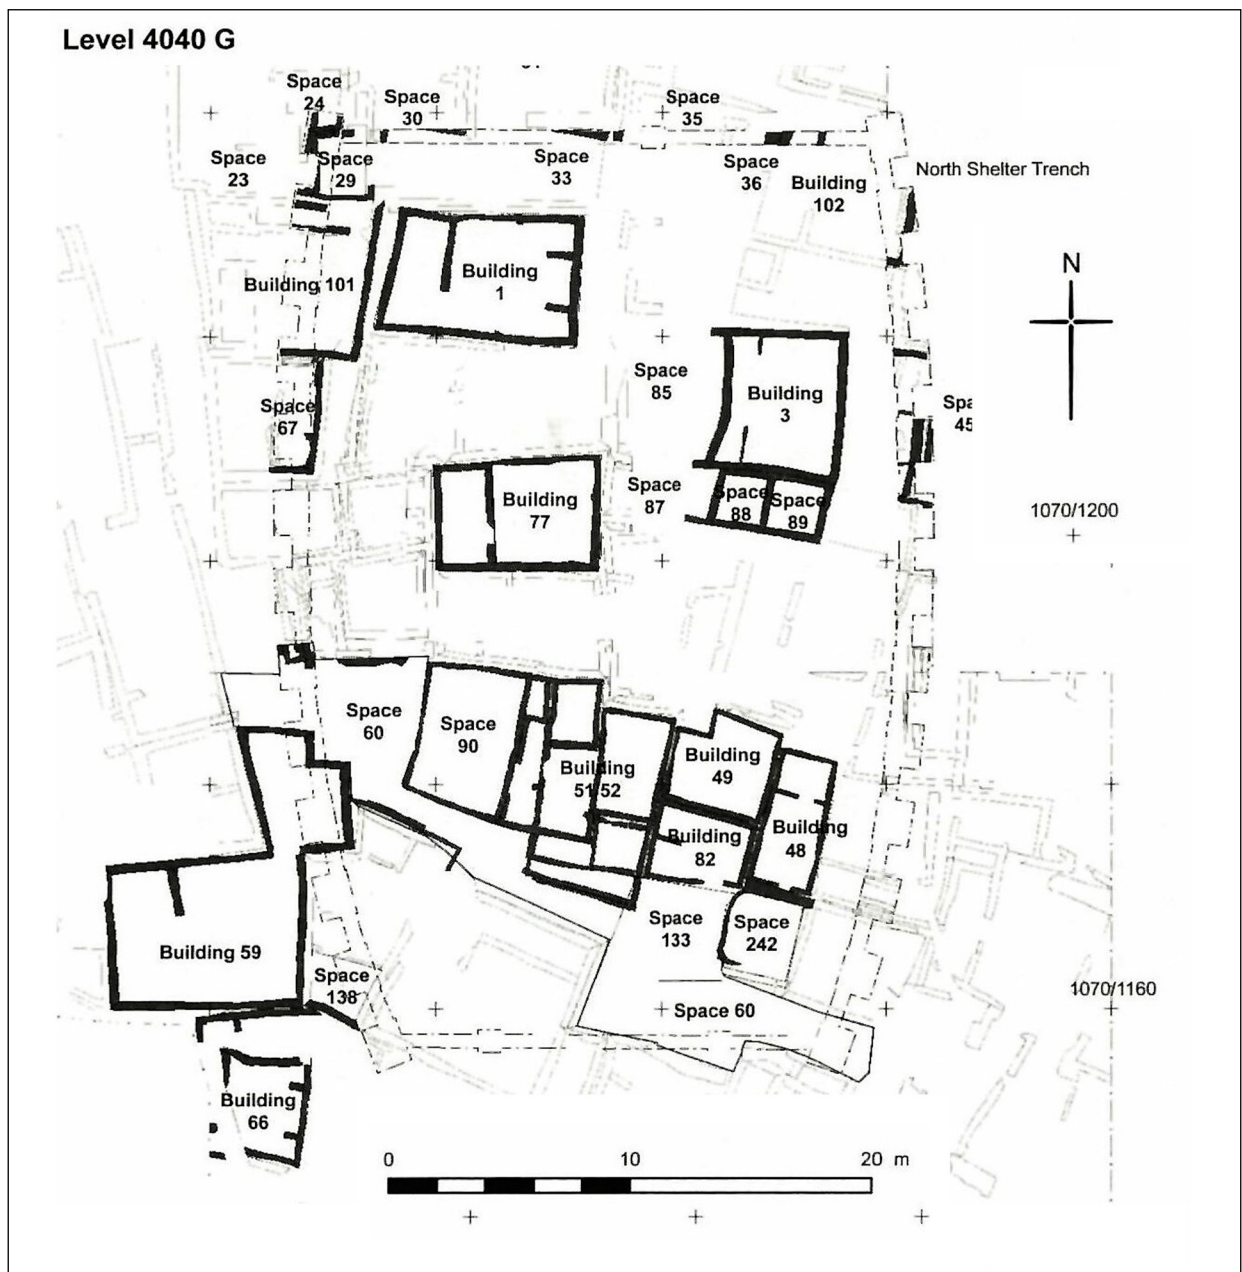 Level 4040 G
Space
24
Space
30
Space
35
Space
23
Space
29
Space
33
Space
36
Building
102
North Shelter Trench
N
Building 101
Building
1
Space
85
Building
3
Space
67
Spa
45
Building
77
Space
87
Space
88
Space
89
1070/1200
Space
60
Space
90
Building
51/52
Building
49
Building
82
Building
48
Building 59
Space
133
Space
242
Space
138
Space 60
1070/1160
Building
66
0 10 20 m